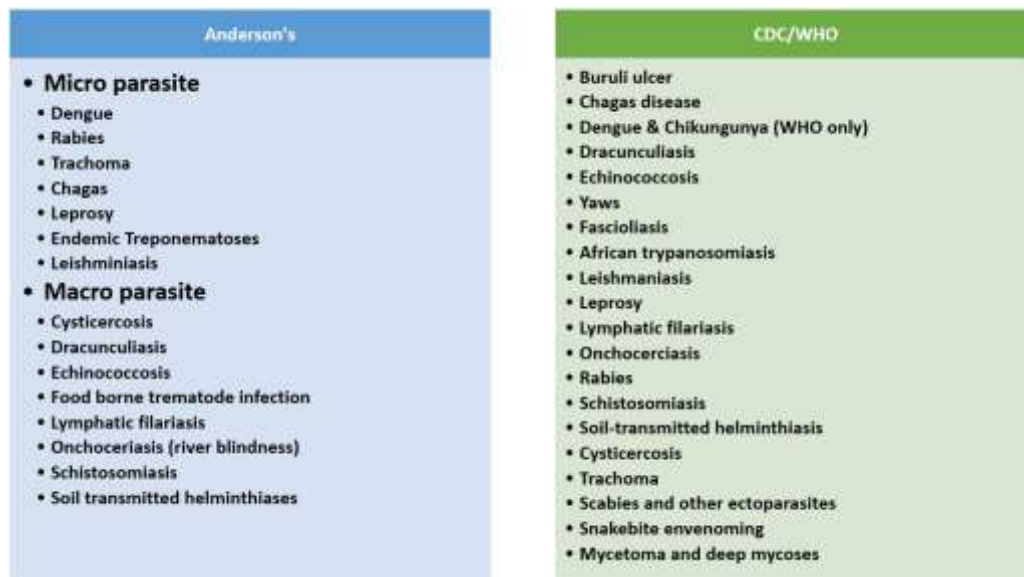 Anderson's
• Micro parasite
• Dengue
• Rabies
• Trachoma
• Chagas
• Leprosy
• Endemic Treponematoses
• Leishminiasis
• Macro parasite
• Cysticercosis
• Dracunculiasis
• Echinococcosis
• Food borne trematode infection
• Lymphatic filariasis
• Onchoceriasis (river blindness)
• Schistosomiasis
• Soil transmitted helminthiases
CDC/WHO
• Buruli ulcer
• Chagas disease
• Dengue & Chikungunya (WHO only)
• Dracunculiasis
• Echinococcosis
• Yaws
• Fascioliasis
• African trypanosomiasis
• Leishmaniasis
• Leprosy
• Lymphatic filariasis
• Onchocerciasis
• Rabies
• Schistosomiasis
• Soil-transmitted helminthiasis
• Cysticercosis
• Trachoma
• Scabies and other ectoparasites
• Snakebite envenoming
• Mycetoma and deep mycoses